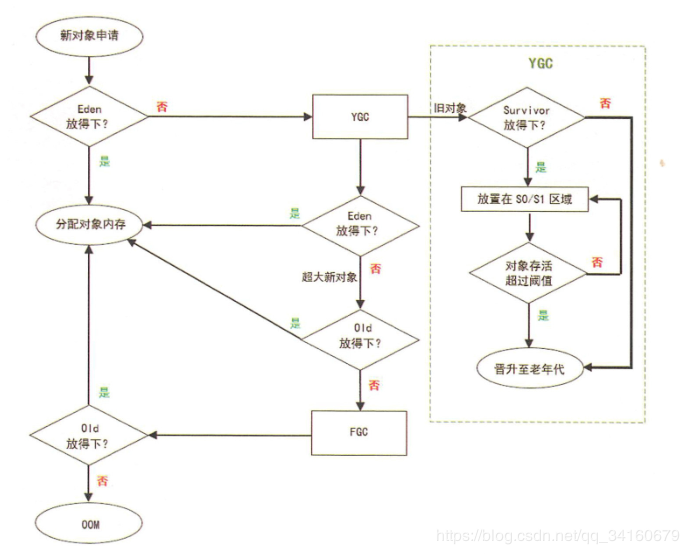 新对象申请
YGC
Eden
放得下？
否
YGC
旧对象
Survivor
放得下？
否
是
是
放置在 S0/S1 区域
分配对象内存
是
Eden
放得下？
否
对象存活
超过阈值
否
超大新对象
是
Old
放得下？
是
否
晋升至老年代
是
Old
放得下？
FGC
否
OOM
https://blog.csdn.net/qq_34160679